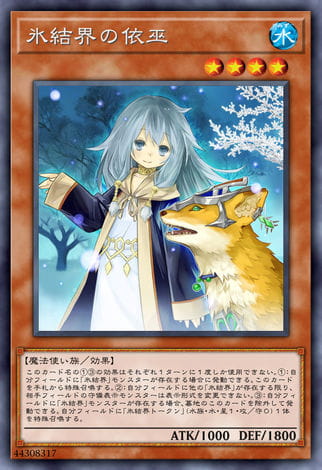 氷結界の依巫
水
【魔法使い族／効果】
このカード名の①③の効果はそれぞれ１ターンに１度しか使用できない。①：自
分フィールドに「氷結界」モンスターが存在する場合に発動できる。このカード
を手札から特殊召喚する。②：自分フィールドに他の「氷結界」が存在する限り、
相手フィールドの守備表示モンスターは表示形式を変更できない。③：自分フィ
ールドに「氷結界」モンスターが存在する場合、墓地のこのカードを除外して発
動できる。自分フィールドに「氷結界トークン」（水族・水・星１・攻／守０）１体
を特殊召喚する。
ATK/1000 DEF/1800
44308317